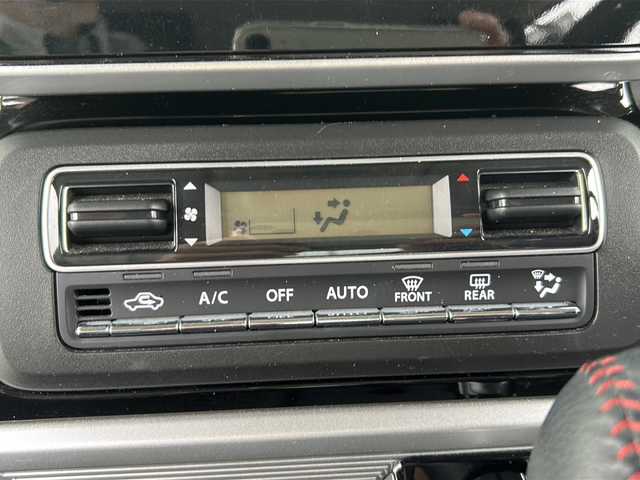 A/C OFF AUTO FRONT REAR